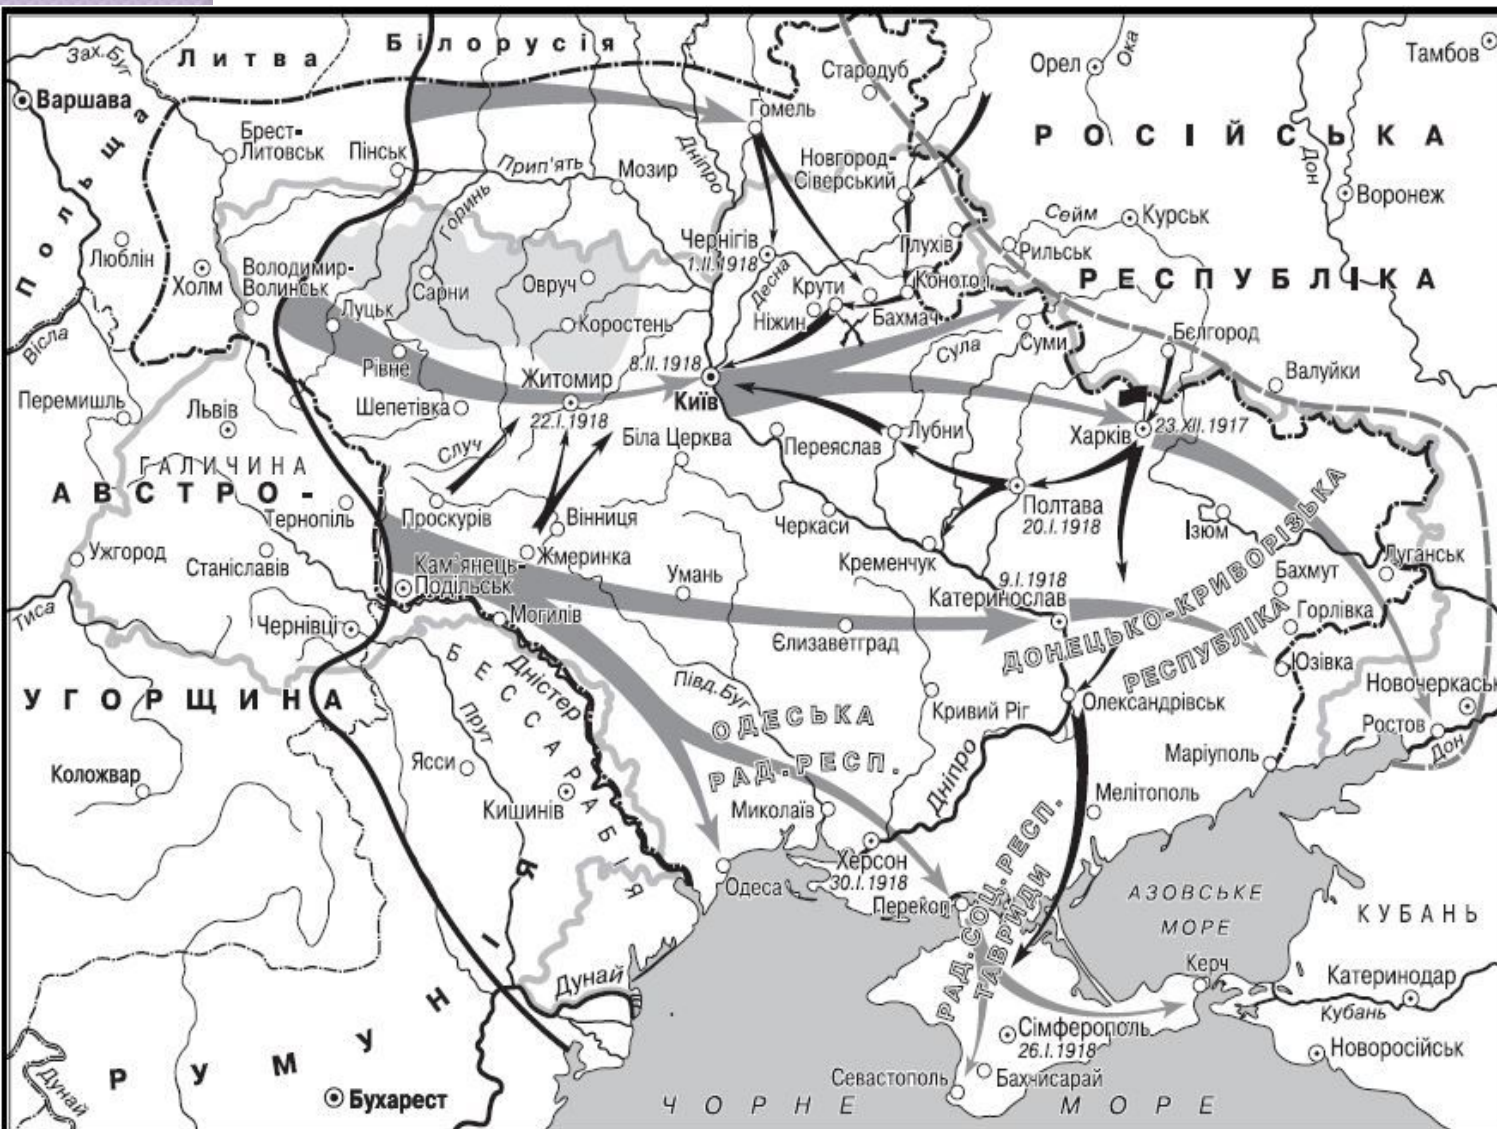 Литва
Білорусія
Зах. Буг
Варшава
Польща
Брест-
Литовськ
Пінськ
Прип'ять
Мозир
Дніпро
Гомель
Стародуб
Орел
Ока
Тамбов
РОСІЙСЬКА
Дон
Воронеж
Новгород-
Сіверський
Сейм
Курськ
Люблін
Холм
Володимир-
Волинськ
Горинь
Луцьк
Сарни
Овруч
Чернігів
1.II.1918
Десна
Глухів
Рильськ
РЕСПУБЛІКА
Крути
Ніжин
Бахмач
Конотоп
Коростень
Вісла
Рівне
Житомир
22.I.1918
8.II.1918
Київ
Сула
Суми
Бєлгород
Валуйки
Перемишль
Львів
Шепетівка
Случ
Біла Церква
Переяслав
Лубни
Харків
23.XII.1917
ГАЛИЧИНА
АВСТРО-
Тернопіль
Проскурів
Вінниця
Жмеринка
Черкаси
Полтава
20.I.1918
Ізюм
Ужгород
Станіславів
Кам'янець-
Подільськ
Умань
Кременчук
9.I.1918
Катеринослав
Бахмут
Луганськ
Горлівка
Тиса
Чернівці
Могилів
Єлизаветград
ДОНЕЦЬКО-КРИВОРІЗЬКА
РЕСПУБЛІКА
Юзівка
УГОРЩИНА
БЕССАРАБІЯ
Дністер
Прут
Півд. Буг
ОДЕСЬКА
РАД. РЕСП.
Кривий Ріг
Олександрівськ
Новочеркаськ
Ростов
Дон
Маріуполь
Коложвар
Ясси
Кишинів
Миколаїв
Дніпро
Мелітополь
Херсон
30.I.1918
Одеса
Перекоп
РАД. СОЦ. РЕСП.
ТАВРИДИ
АЗОВСЬКЕ
МОРЕ
КУБАНЬ
Дунай
Керч
Катеринодар
Кубань
Сімферополь
26.I.1918
Новоросійськ
РУМУНІЯ
Дунай
Бухарест
Севастополь
Бахчисарай
ЧОРНЕ МОРЕ